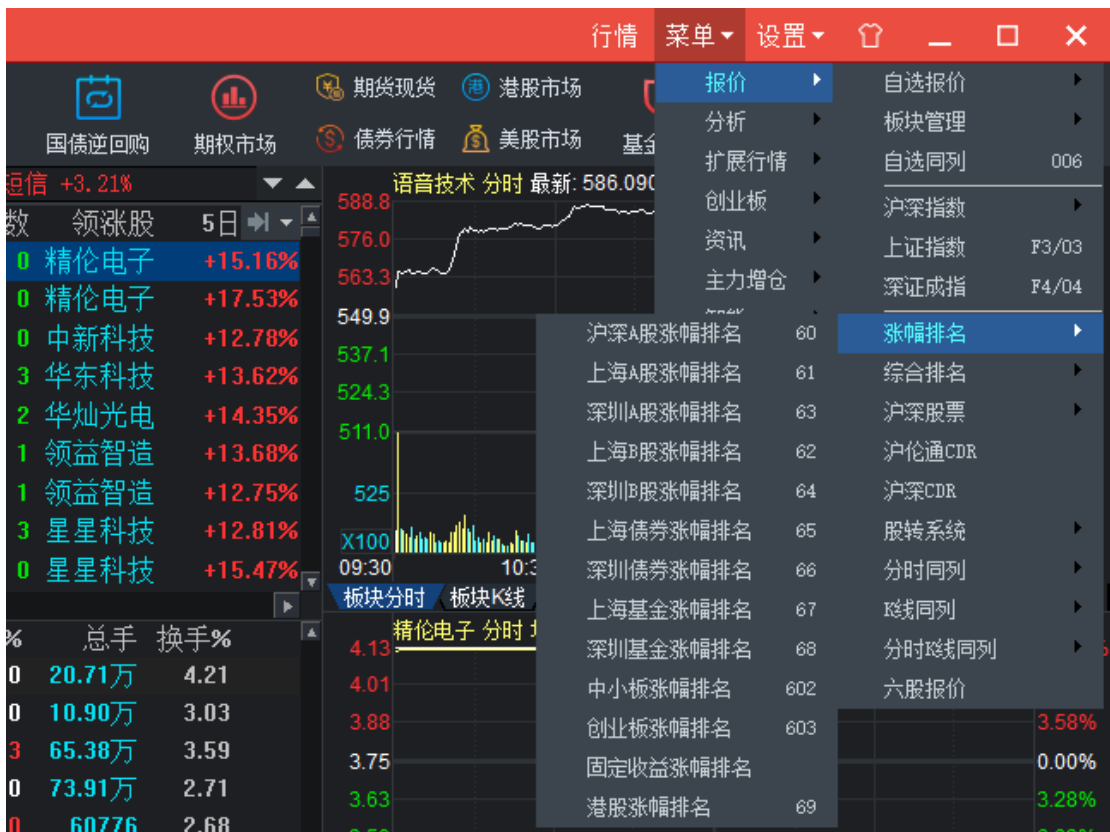 行情 菜单 设置
国债逆回购
期权市场
期货现货
港股市场
债券行情
美股市场
短信 +3.21%
数 领涨股 5日
0 精伦电子 +15.16%
0 精伦电子 +17.53%
0 中新科技 +12.78%
3 华东科技 +13.62%
2 华灿光电 +14.35%
1 领益智造 +13.68%
1 领益智造 +12.75%
3 星星科技 +12.81%
0 星星科技 +15.47%
% 总手 换手%
0 20.71万 4.21
0 10.90万 3.03
3 65.38万 3.59
0 73.91万 2.71
0 60776 2.68
语音技术 分时 最新: 586.090
588.8
576.0
563.3
549.9
537.1
524.3
511.0
525
X100
09:30 10:3
板块分时 板块K线
精伦电子 分时
4.13
4.01
3.88
3.75
3.63
3.58%
0.00%
3.28%
报价
分析
扩展行情
创业板
资讯
主力增仓
自选报价
板块管理
自选同列 006
沪深指数
上证指数 F3/03
深证成指 F4/04
涨幅排名
综合排名
沪深股票
沪伦通CDR
沪深CDR
股转系统
分时同列
K线同列
分时K线同列
六股报价
沪深A股涨幅排名 60
上海A股涨幅排名 61
深圳A股涨幅排名 63
上海B股涨幅排名 62
深圳B股涨幅排名 64
上海债券涨幅排名 65
深圳债券涨幅排名 66
上海基金涨幅排名 67
深圳基金涨幅排名 68
中小板涨幅排名 602
创业板涨幅排名 603
固定收益涨幅排名
港股涨幅排名 69